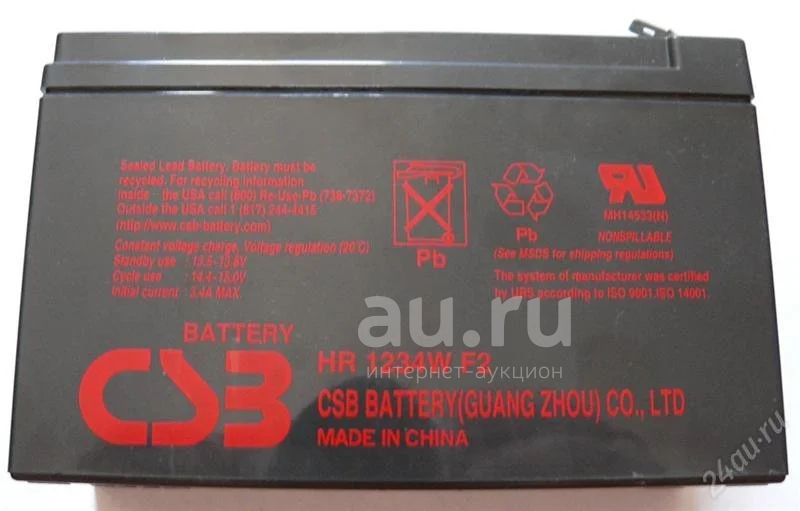 Sealed Lead Battery. Battery must be
recycled. For recycling information
inside - the USA call (800) Re-Use-Pb (738-7372)
Outside the USA call 1 (817) 244-4415
(http://www.csb-battery.com)
Constant voltage charge. Voltage regulation (20˚C)
Standby use : 13.5-13.8V
Cycle use : 14.4-15.0V
Initial current : 3.4A MAX.
Pb
Pb
(See MSDS for shipping regulations)
MH14533(N)
NONSPILLABLE
The system of manufacturer was certified
by URS according to ISO 9001.ISO 14001.
BATTERY
CSB
HR 1234W F2
CSB BATTERY(GUANG ZHOU) CO., LTD
MADE IN CHINA
au.ru
интернет-аукцион
24au.ru